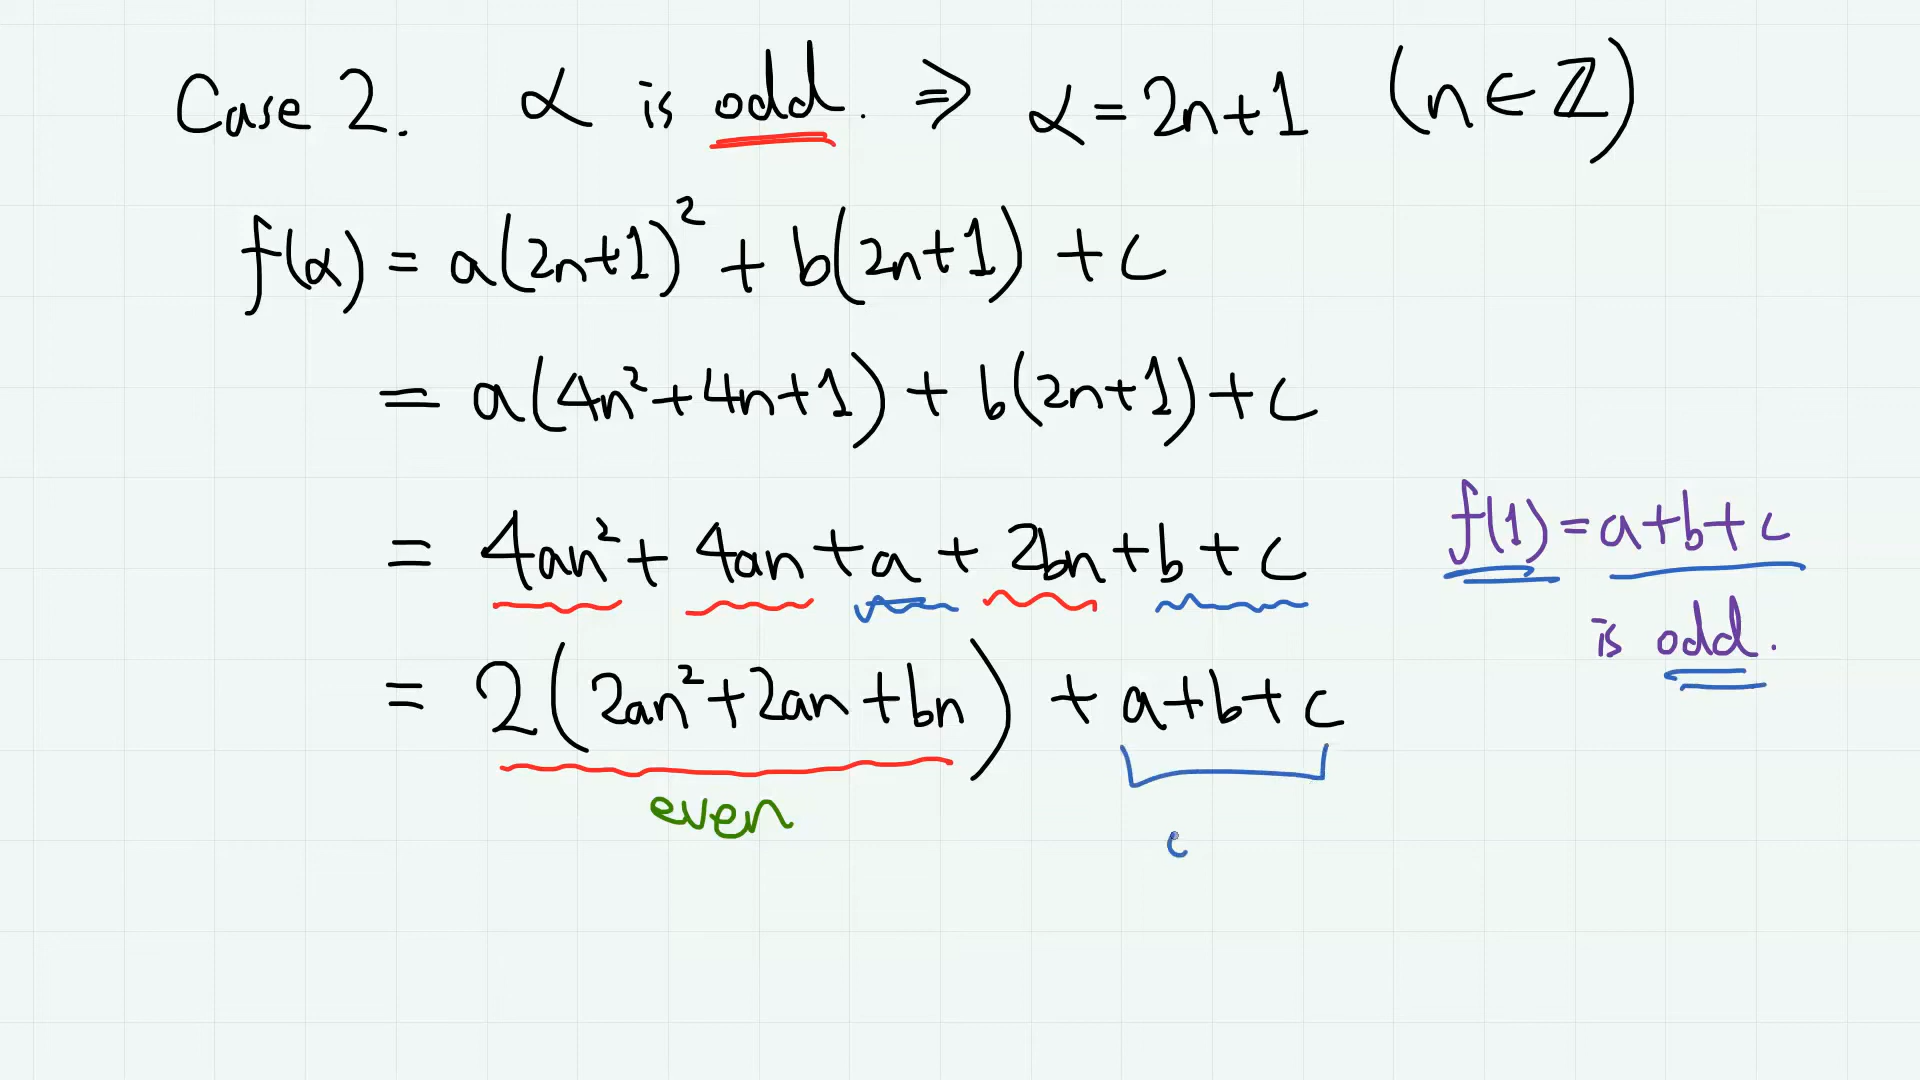 Case 2. α is odd. ⇒ α = 2n+1 (n ∈ ℤ)
f(α) = a(2n+1)² + b(2n+1) + c
= a(4n²+4n+1) + b(2n+1) + c
= 4an² + 4an + a + 2bn + b + c
f(1) = a+b+c
is odd.
= 2(2an²+2an+bn) + a+b+c
even
c